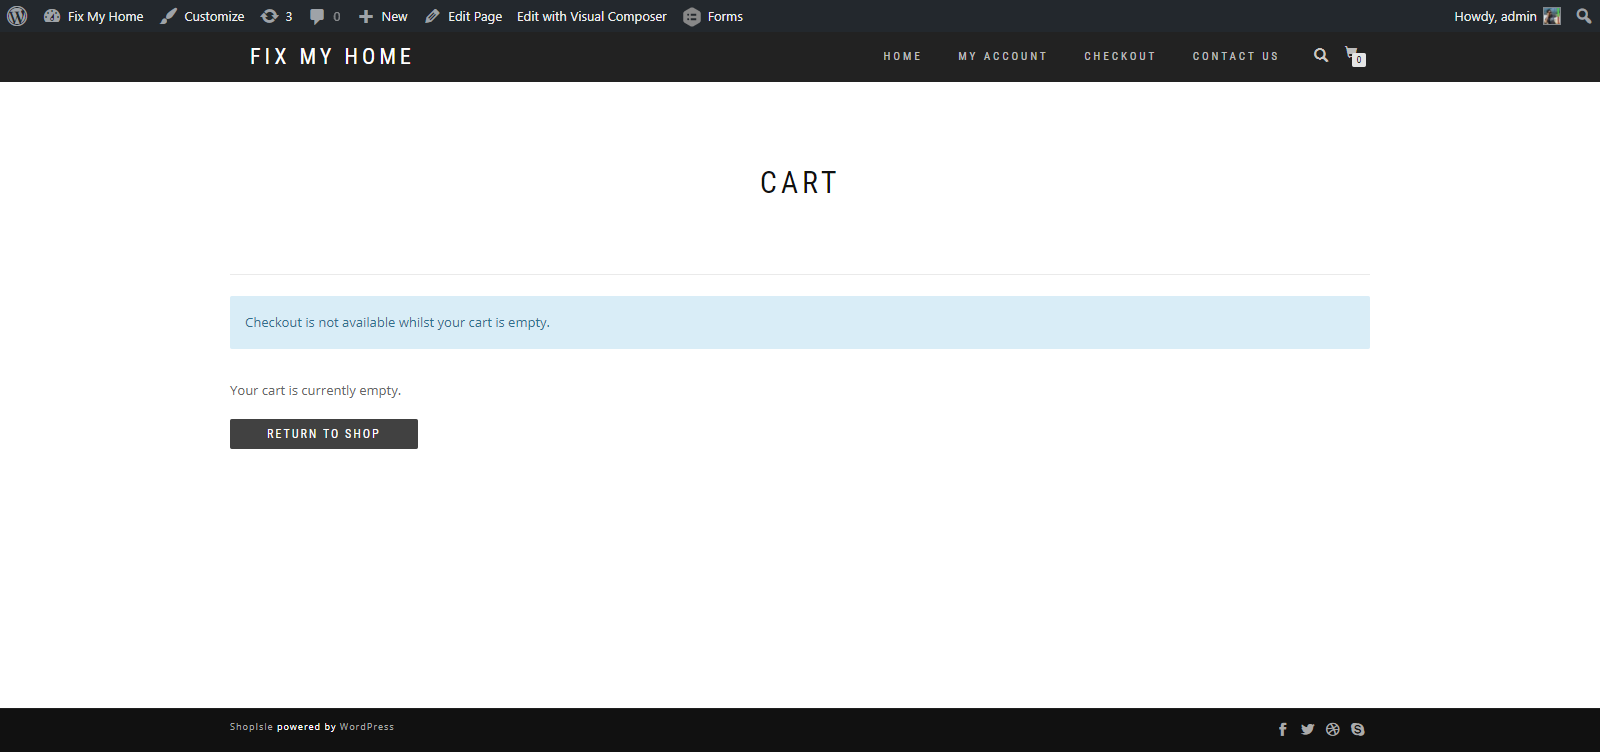 Fix My Home Customize 3 0 New Edit Page Edit with Visual Composer Forms Howdy, admin
FIX MY HOME HOME MY ACCOUNT CHECKOUT CONTACT US 0
CART
Checkout is not available whilst your cart is empty.
Your cart is currently empty.
RETURN TO SHOP
ShopIsle powered by WordPress